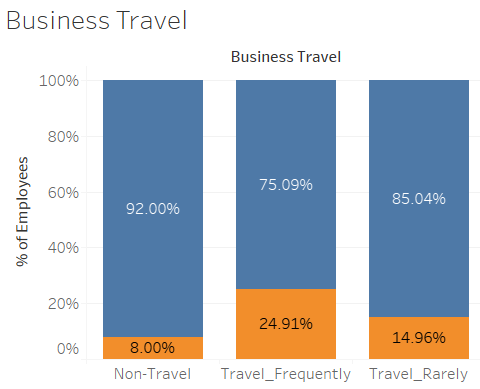 Business Travel
Business Travel
% of Employees
100%
80%
60%
40%
20%
0%
92.00%
75.09%
85.04%
8.00%
24.91%
14.96%
Non-Travel
Travel_Frequently
Travel_Rarely